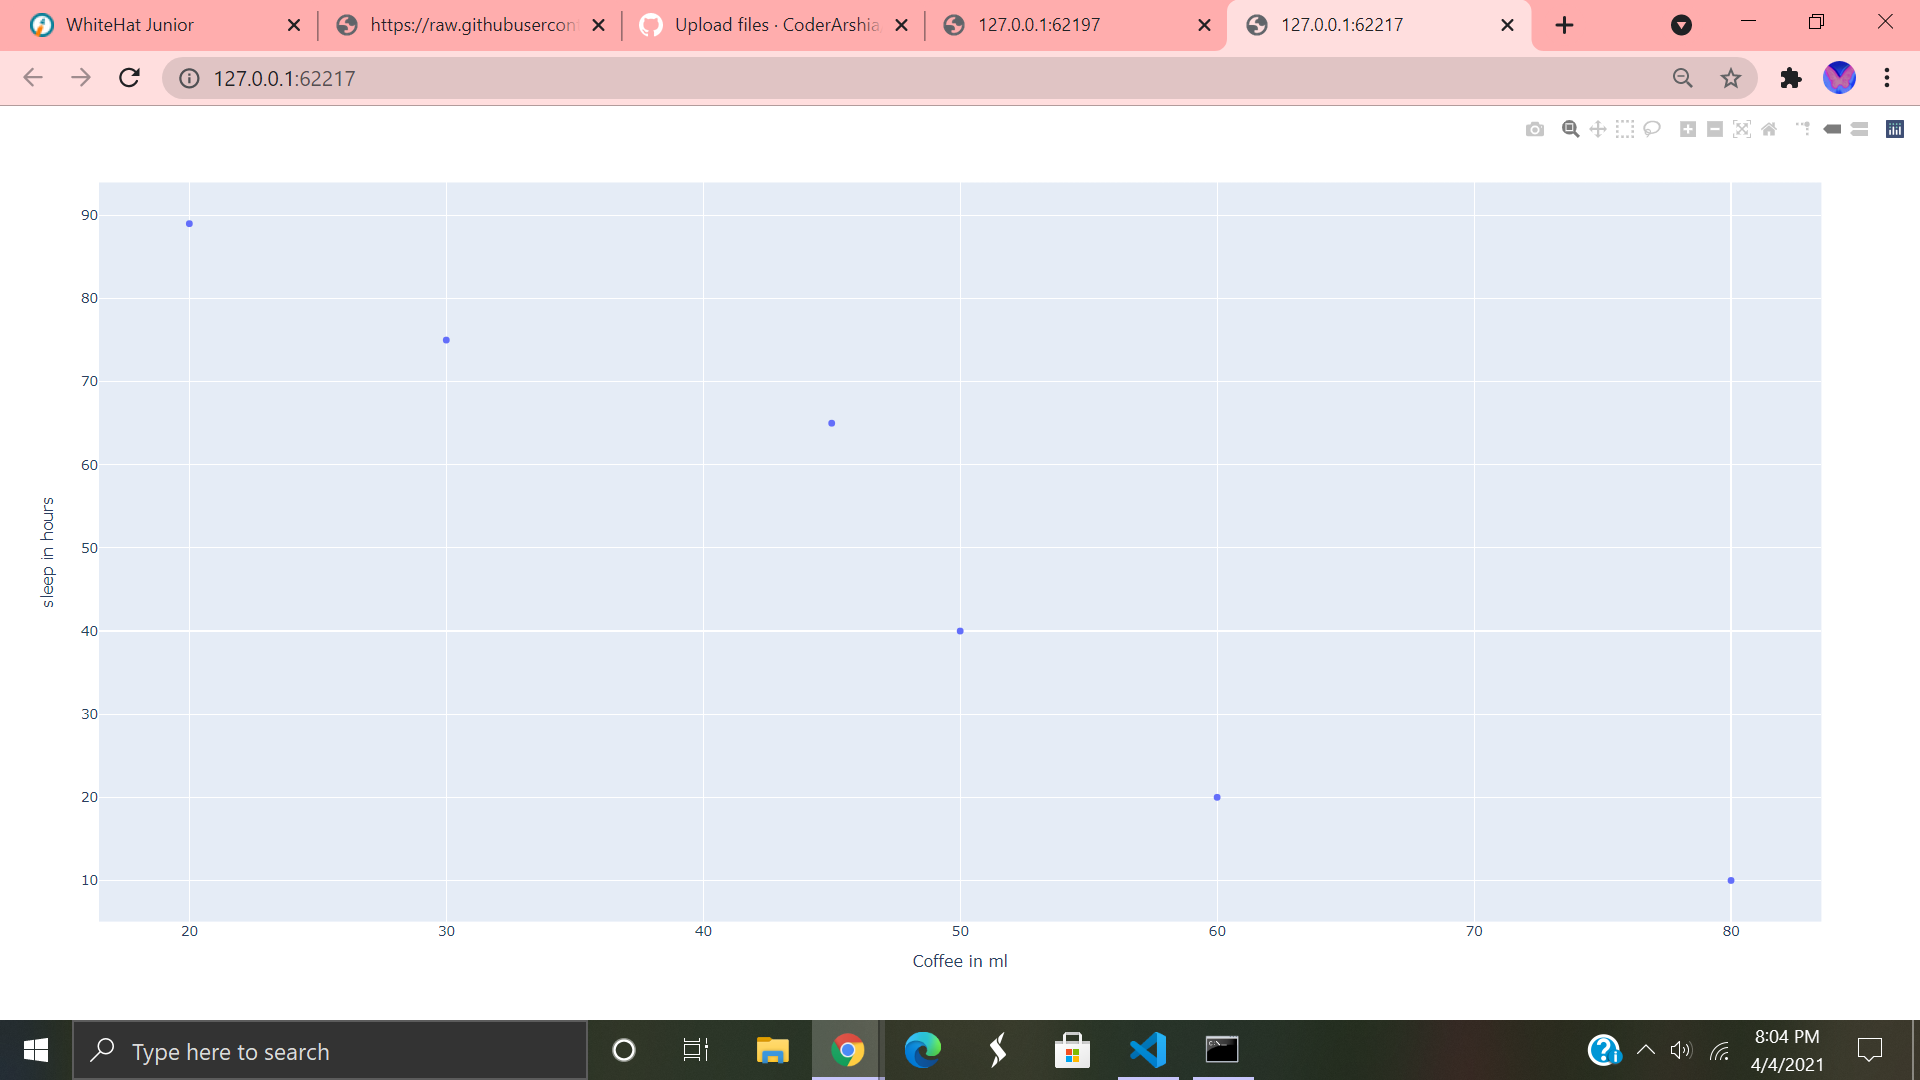 WhiteHat Junior
https://raw.githubusercont
Upload files · CoderArshia
127.0.0.1:62197
127.0.0.1:62217
127.0.0.1:62217
90
80
70
60
50
40
30
20
10
sleep in hours
20 30 40 50 60 70 80
Coffee in ml
Type here to search
8:04 PM
4/4/2021